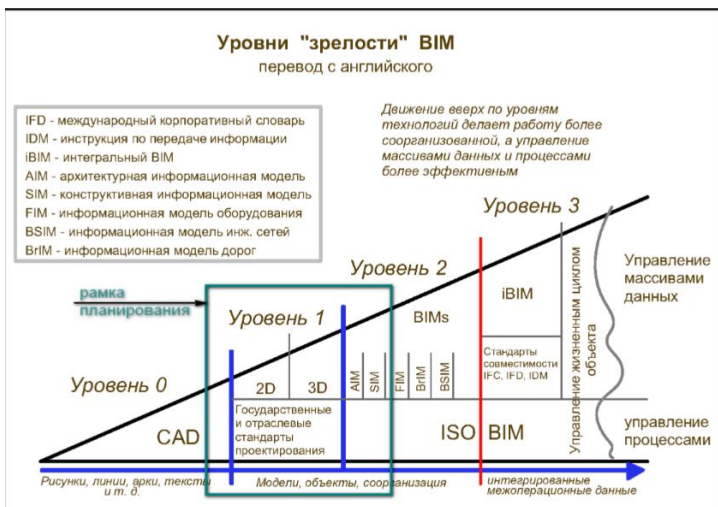 Уровни "зрелости" BIM
перевод с английского
IFD - международный корпоративный словарь
IDM - инструкция по передаче информации
iBIM - интегральный BIM
AIM - архитектурная информационная модель
SIM - конструктивная информационная модель
FIM - информационная модель оборудования
BSIM - информационная модель инж. сетей
BrIM - информационная модель дорог
Движение вверх по уровням
технологий делает работу более
соорганизованной, а управление
массивами данных и процессами
более эффективным
рамка
планирования
Уровень 0
Уровень 1
Уровень 2
Уровень 3
CAD
2D
3D
Государственные
и отраслевые
стандарты
проектирования
BIMs
AIM
SIM
FIM
BrIM
BSIM
ISO
BIM
iBIM
Стандарты
совместимости
IFC, IFD, IDM
Управление жизненным циклом
объекта
Управление
массивами
данных
управление
процессами
Рисунки, линии, арки, тексты
и т. д.
Модели, объекты, соорганизация
интегрированные
межоперационные данные